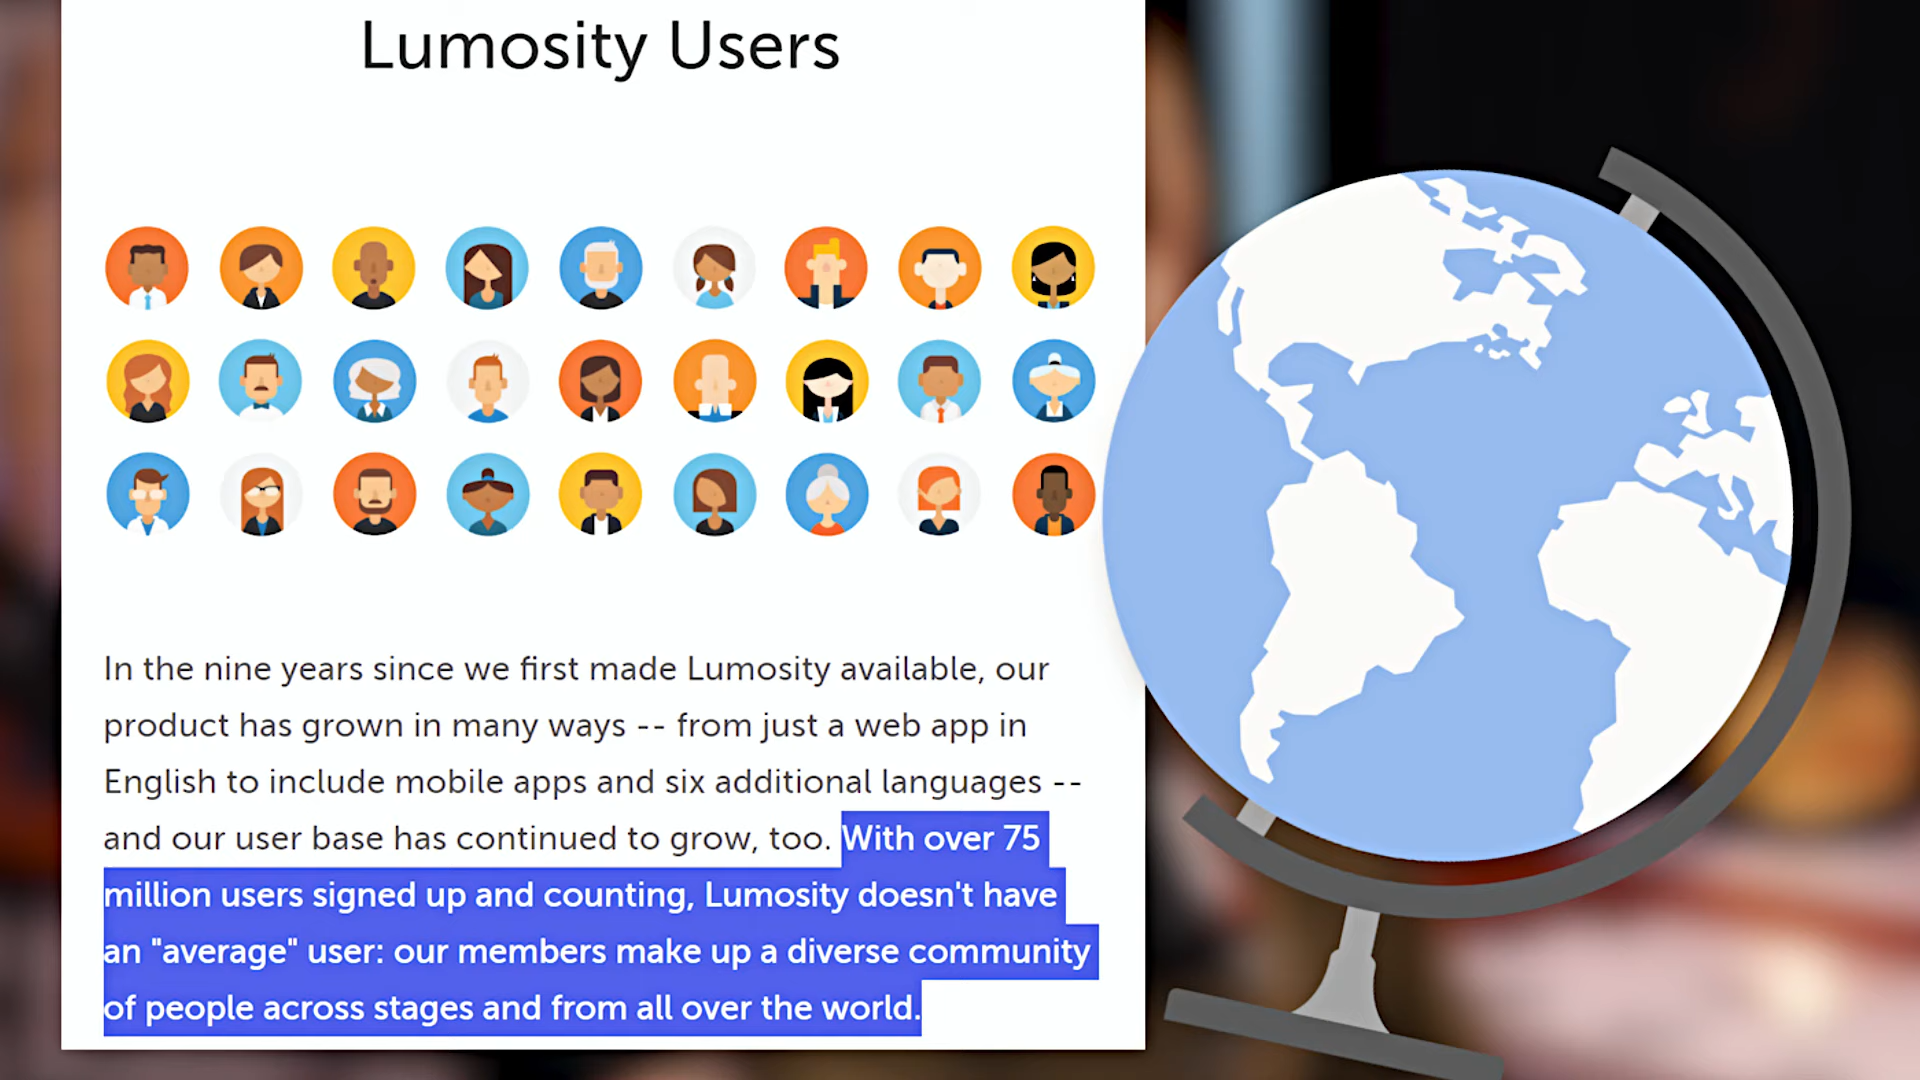 Lumosity Users
In the nine years since we first made Lumosity available, our
product has grown in many ways -- from just a web app in
English to include mobile apps and six additional languages --
and our user base has continued to grow, too. With over 75
million users signed up and counting, Lumosity doesn't have
an "average" user: our members make up a diverse community
of people across stages and from all over the world.